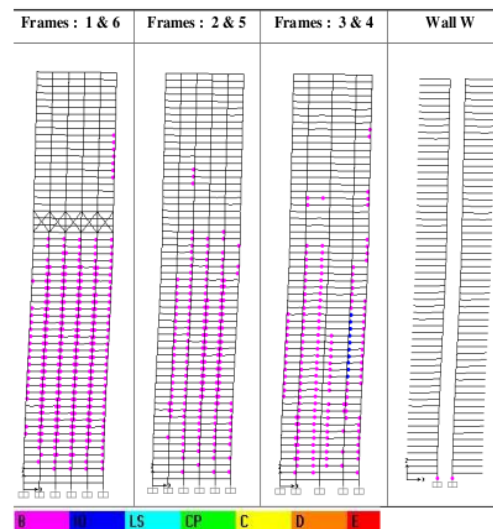 Frames : 1 & 6
Frames : 2 & 5
Frames : 3 & 4
Wall W
B IO LS CP C D E